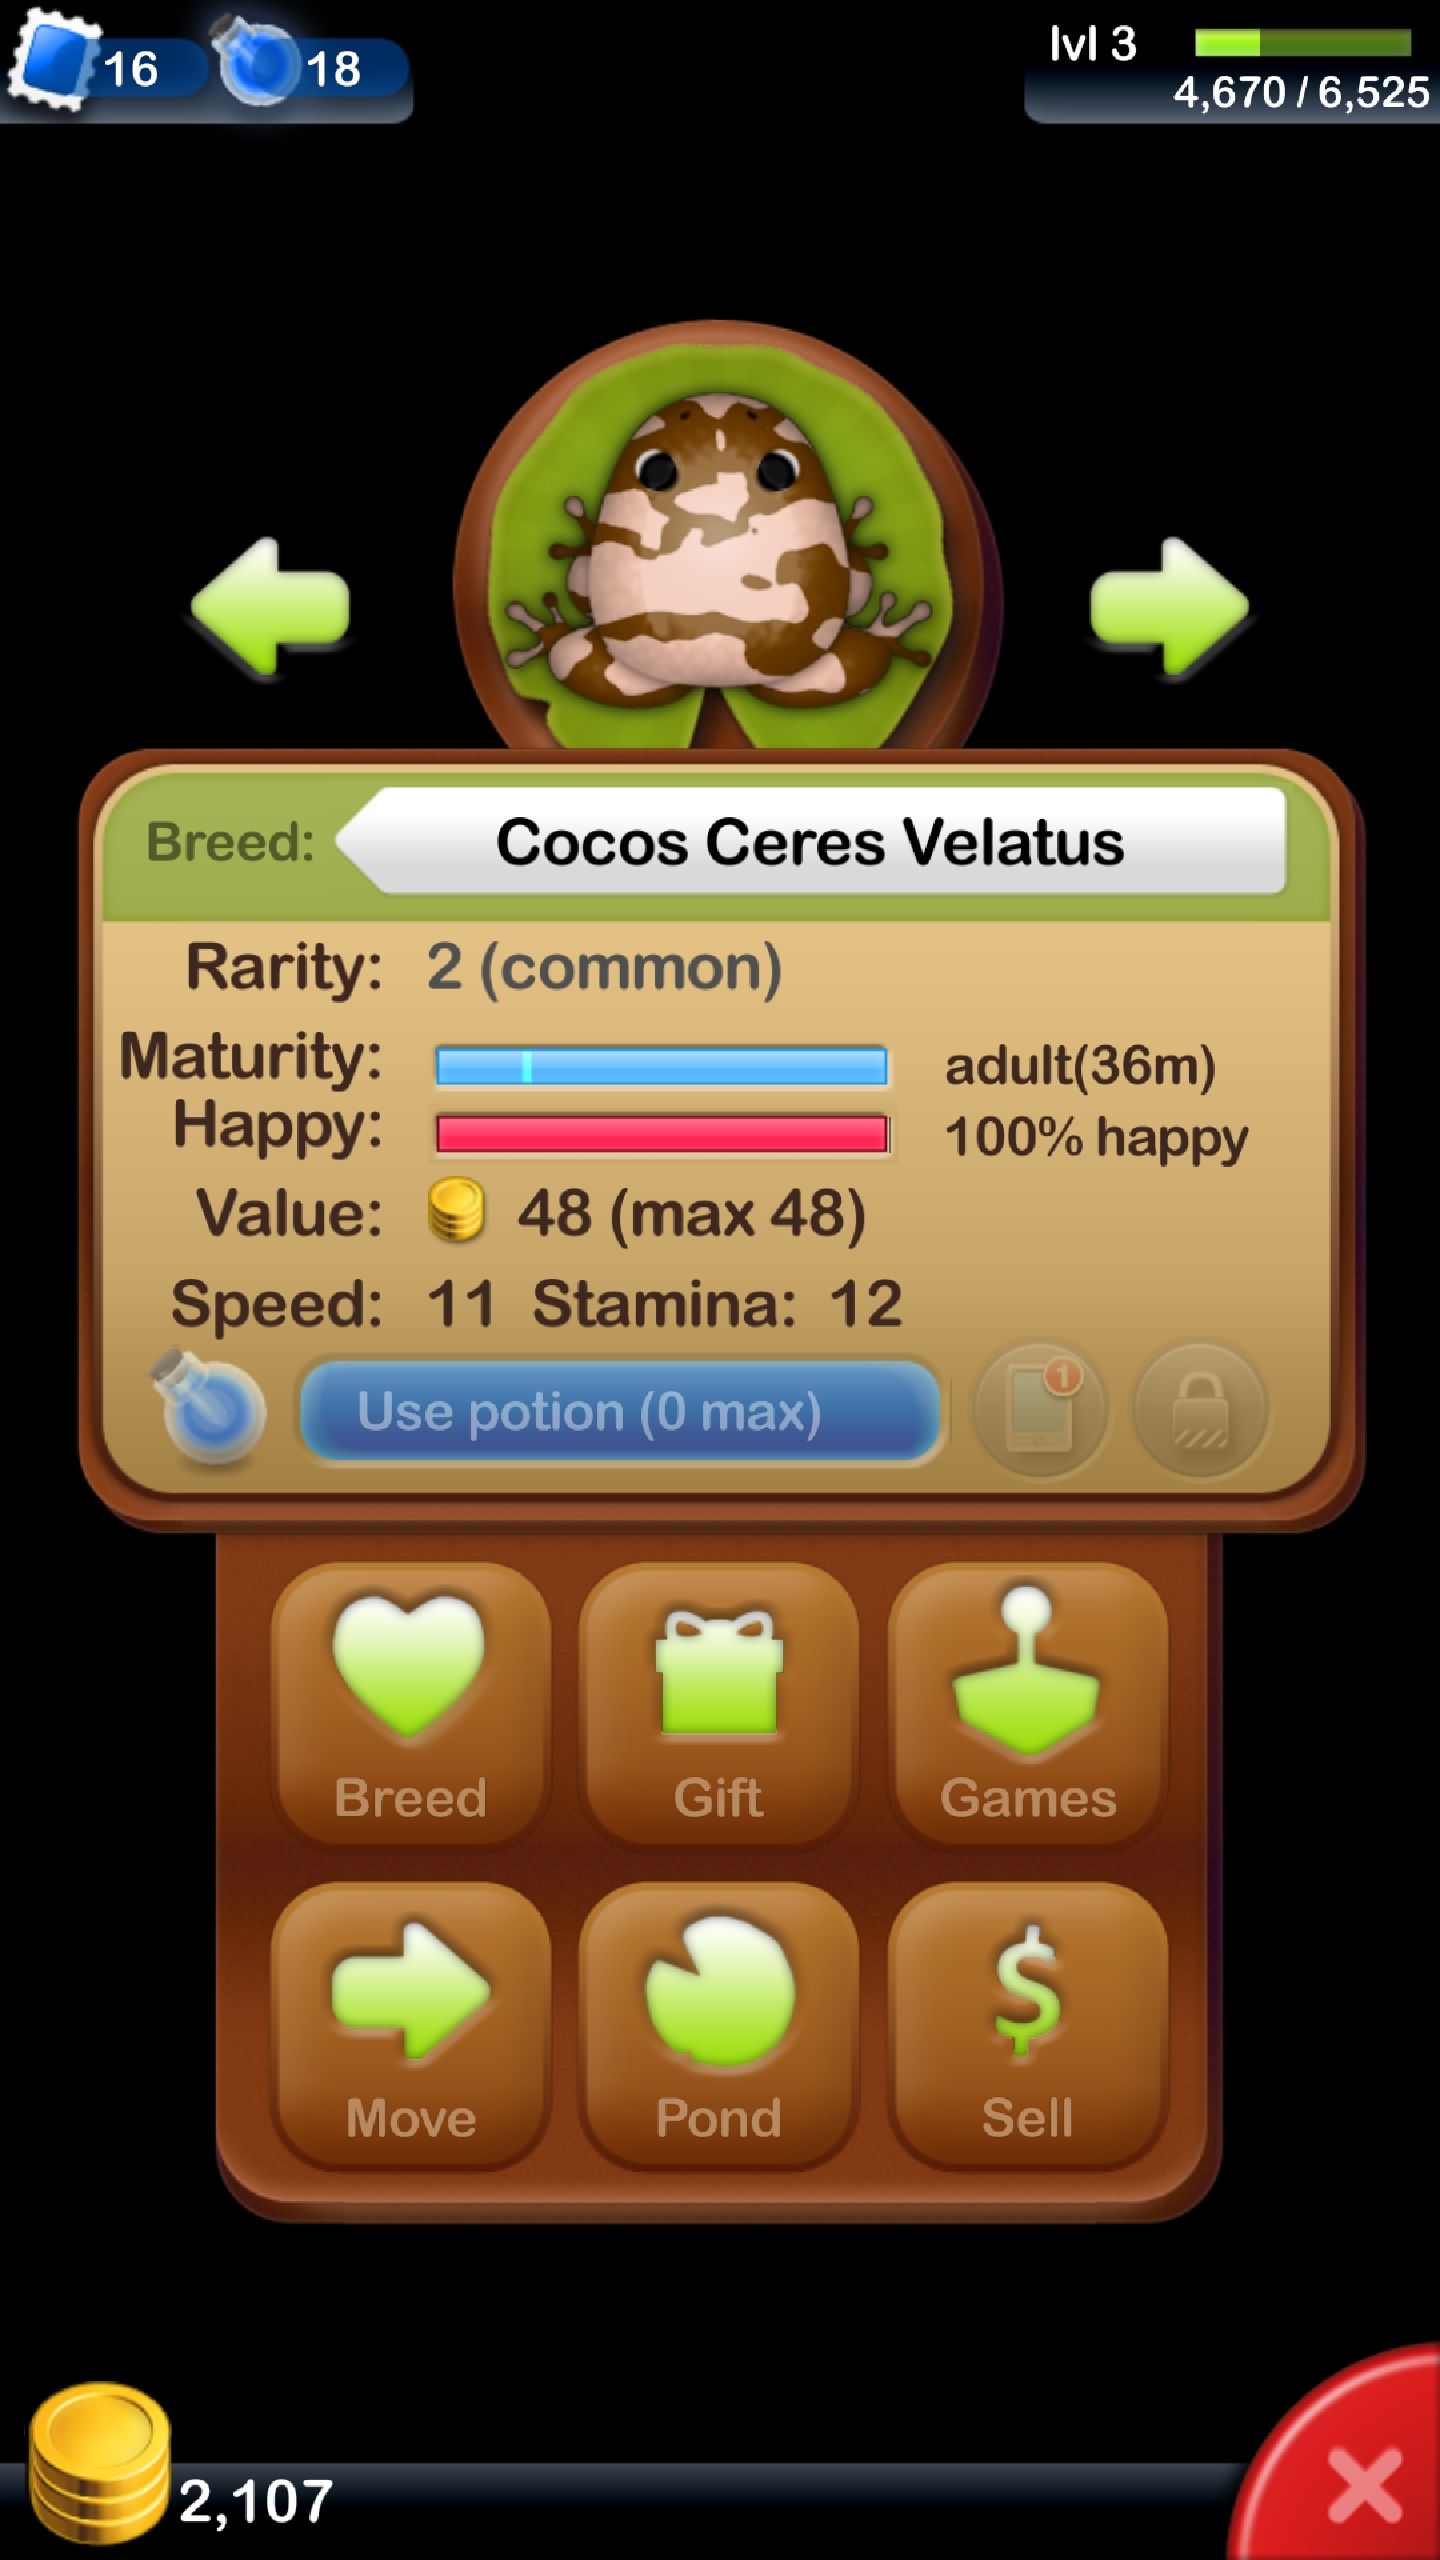 16
18
lvl 3
4,670 / 6,525
Breed: Cocos Ceres Velatus
Rarity: 2 (common)
Maturity: adult(36m)
Happy: 100% happy
Value: 48 (max 48)
Speed: 11 Stamina: 12
Use potion (0 max)
1
Breed Gift Games
$
Move Pond Sell
2,107